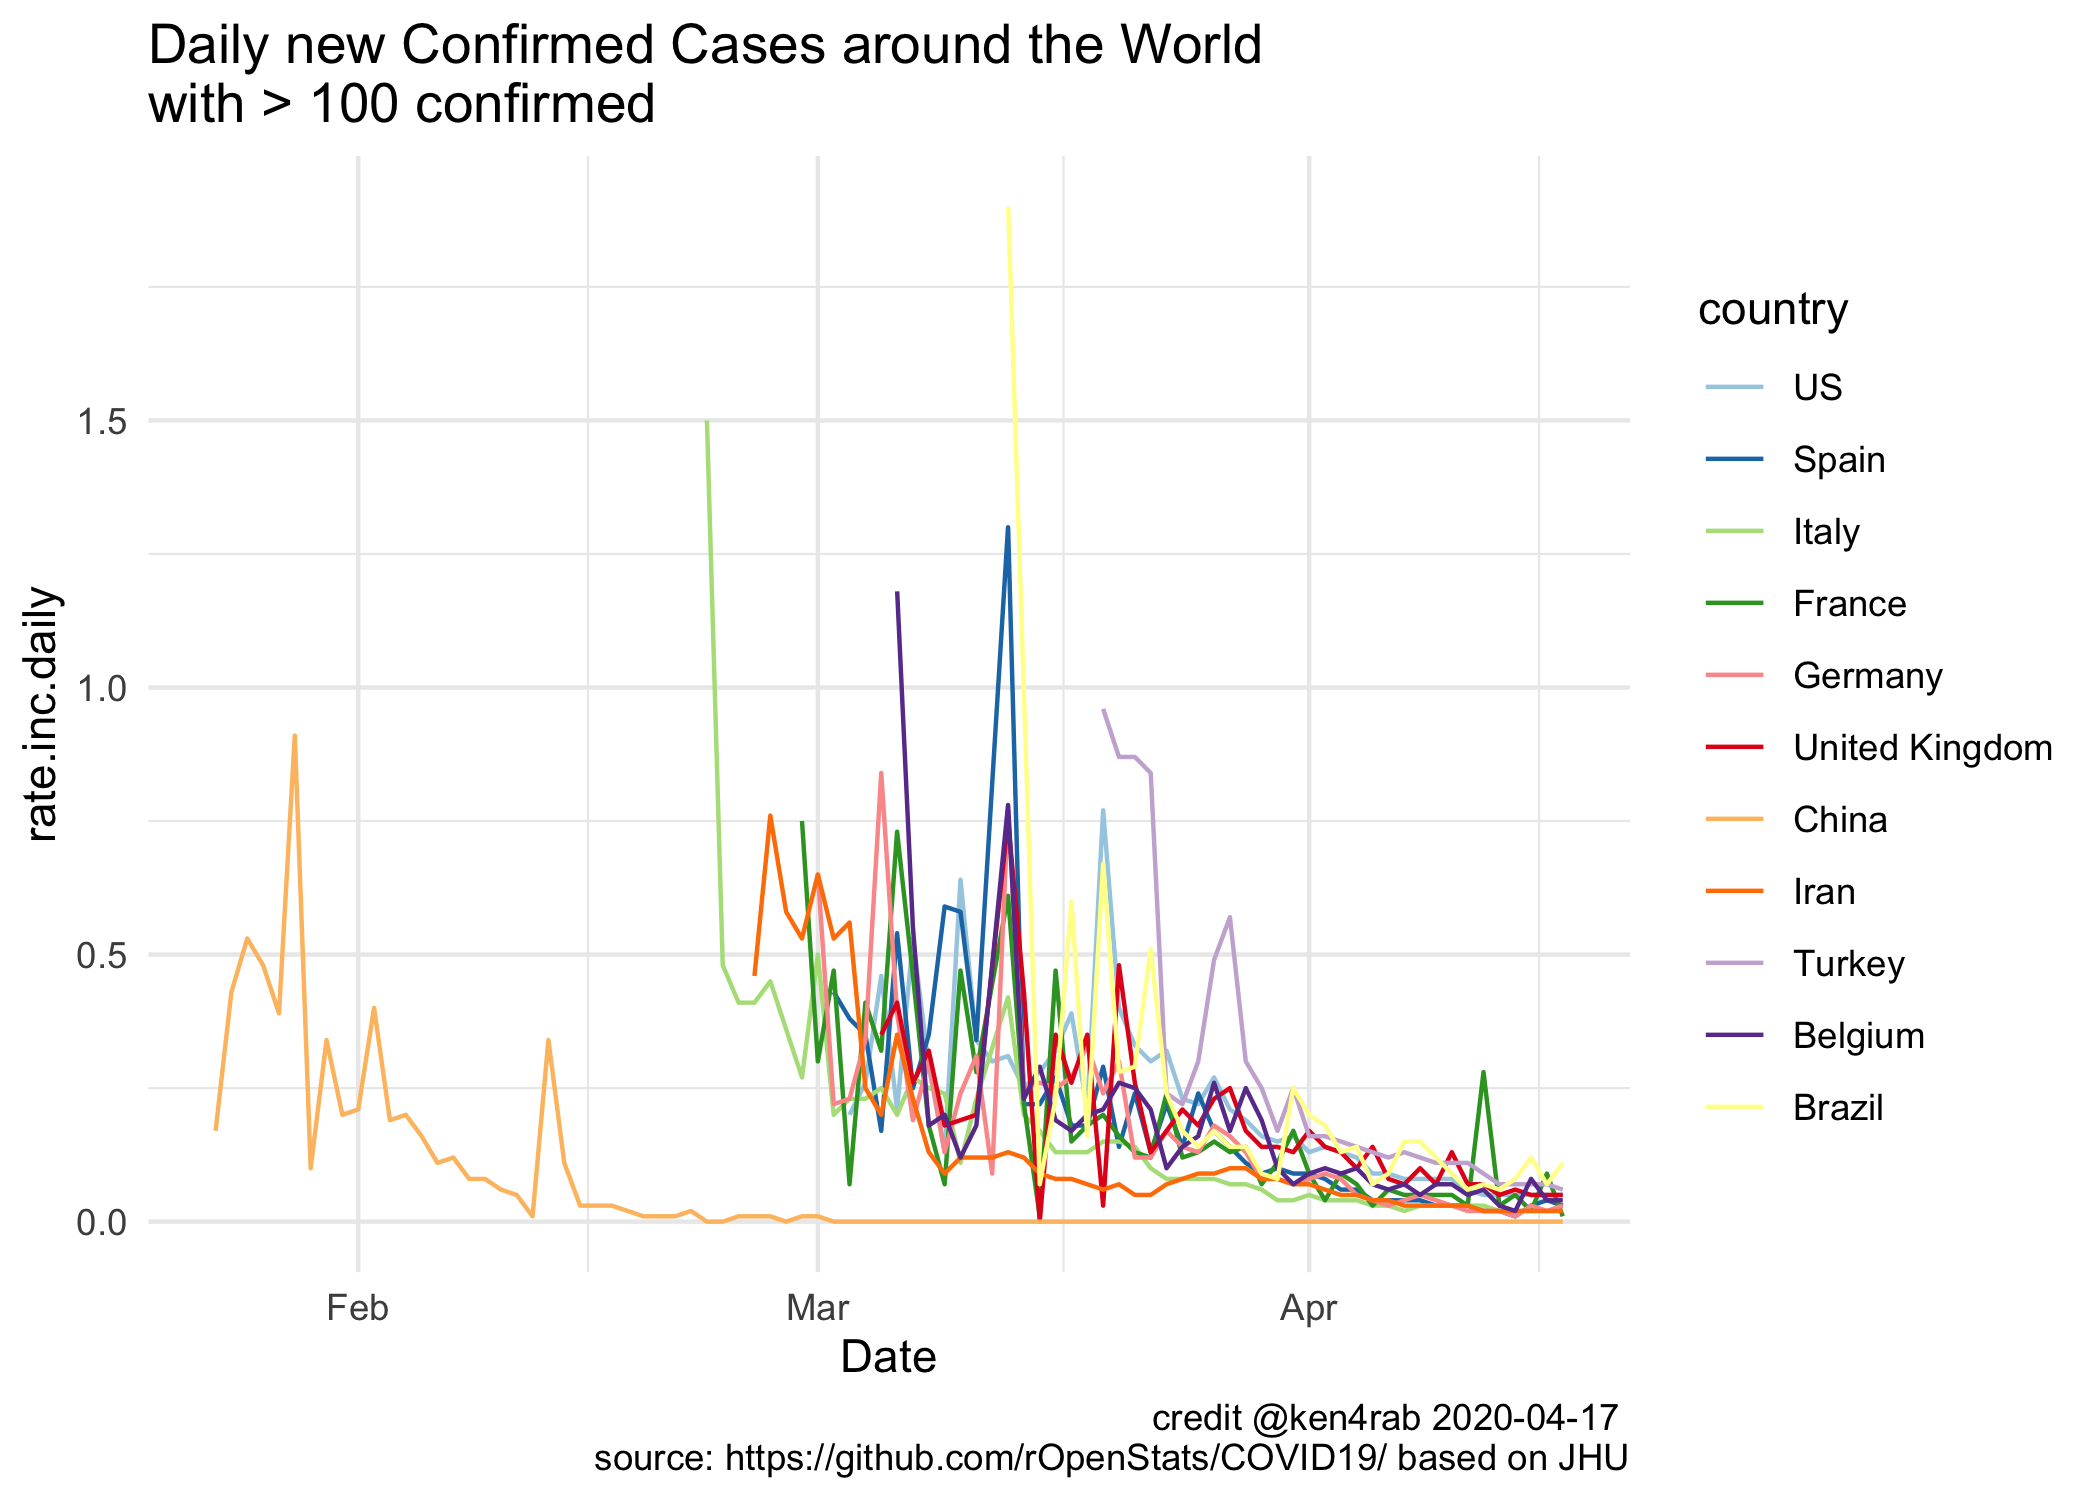 Daily new Confirmed Cases around the World
with > 100 confirmed
rate.inc.daily
1.5
1.0
0.5
0.0
Feb
Mar
Apr
Date
country
US
Spain
Italy
France
Germany
United Kingdom
China
Iran
Turkey
Belgium
Brazil
credit @ken4rab 2020-04-17
source: https://github.com/rOpenStats/COVID19/ based on JHU